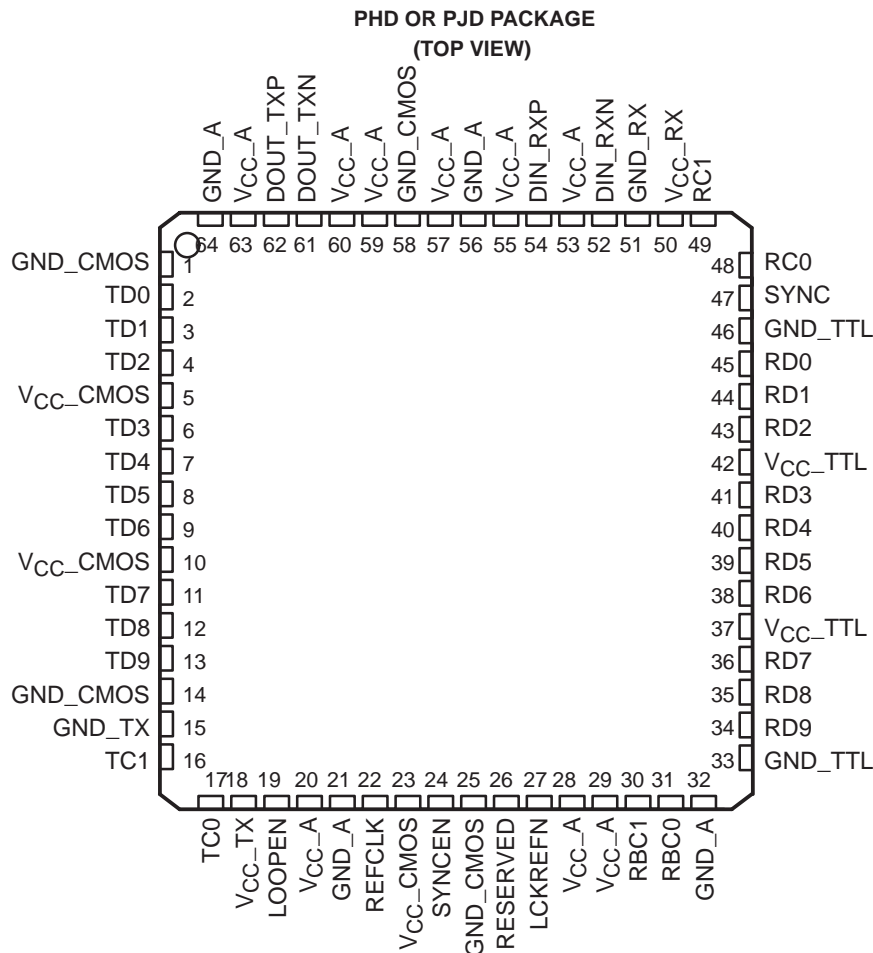 PHD OR PJD PACKAGE
(TOP VIEW)
GND_A
VCC_A
DOUT_TXP
DOUT_TXN
VCC_A
VCC_A
GND_CMOS
VCC_A
GND_A
VCC_A
DIN_RXP
VCC_A
DIN_RXN
GND_RX
VCC_RX
RC1
64 63 62 61 60 59 58 57 56 55 54 53 52 51 50 49
GND_CMOS 1
TD0 2
TD1 3
TD2 4
VCC_CMOS 5
TD3 6
TD4 7
TD5 8
TD6 9
VCC_CMOS 10
TD7 11
TD8 12
TD9 13
GND_CMOS 14
GND_TX 15
TC1 16
48 RC0
47 SYNC
46 GND_TTL
45 RD0
44 RD1
43 RD2
42 VCC_TTL
41 RD3
40 RD4
39 RD5
38 RD6
37 VCC_TTL
36 RD7
35 RD8
34 RD9
33 GND_TTL
17 18 19 20 21 22 23 24 25 26 27 28 29 30 31 32
TC0
VCC_TX
LOOPEN
VCC_A
GND_A
REFCLK
VCC_CMOS
SYNCEN
GND_CMOS
RESERVED
LCKREFN
VCC_A
VCC_A
RBC1
RBC0
GND_A